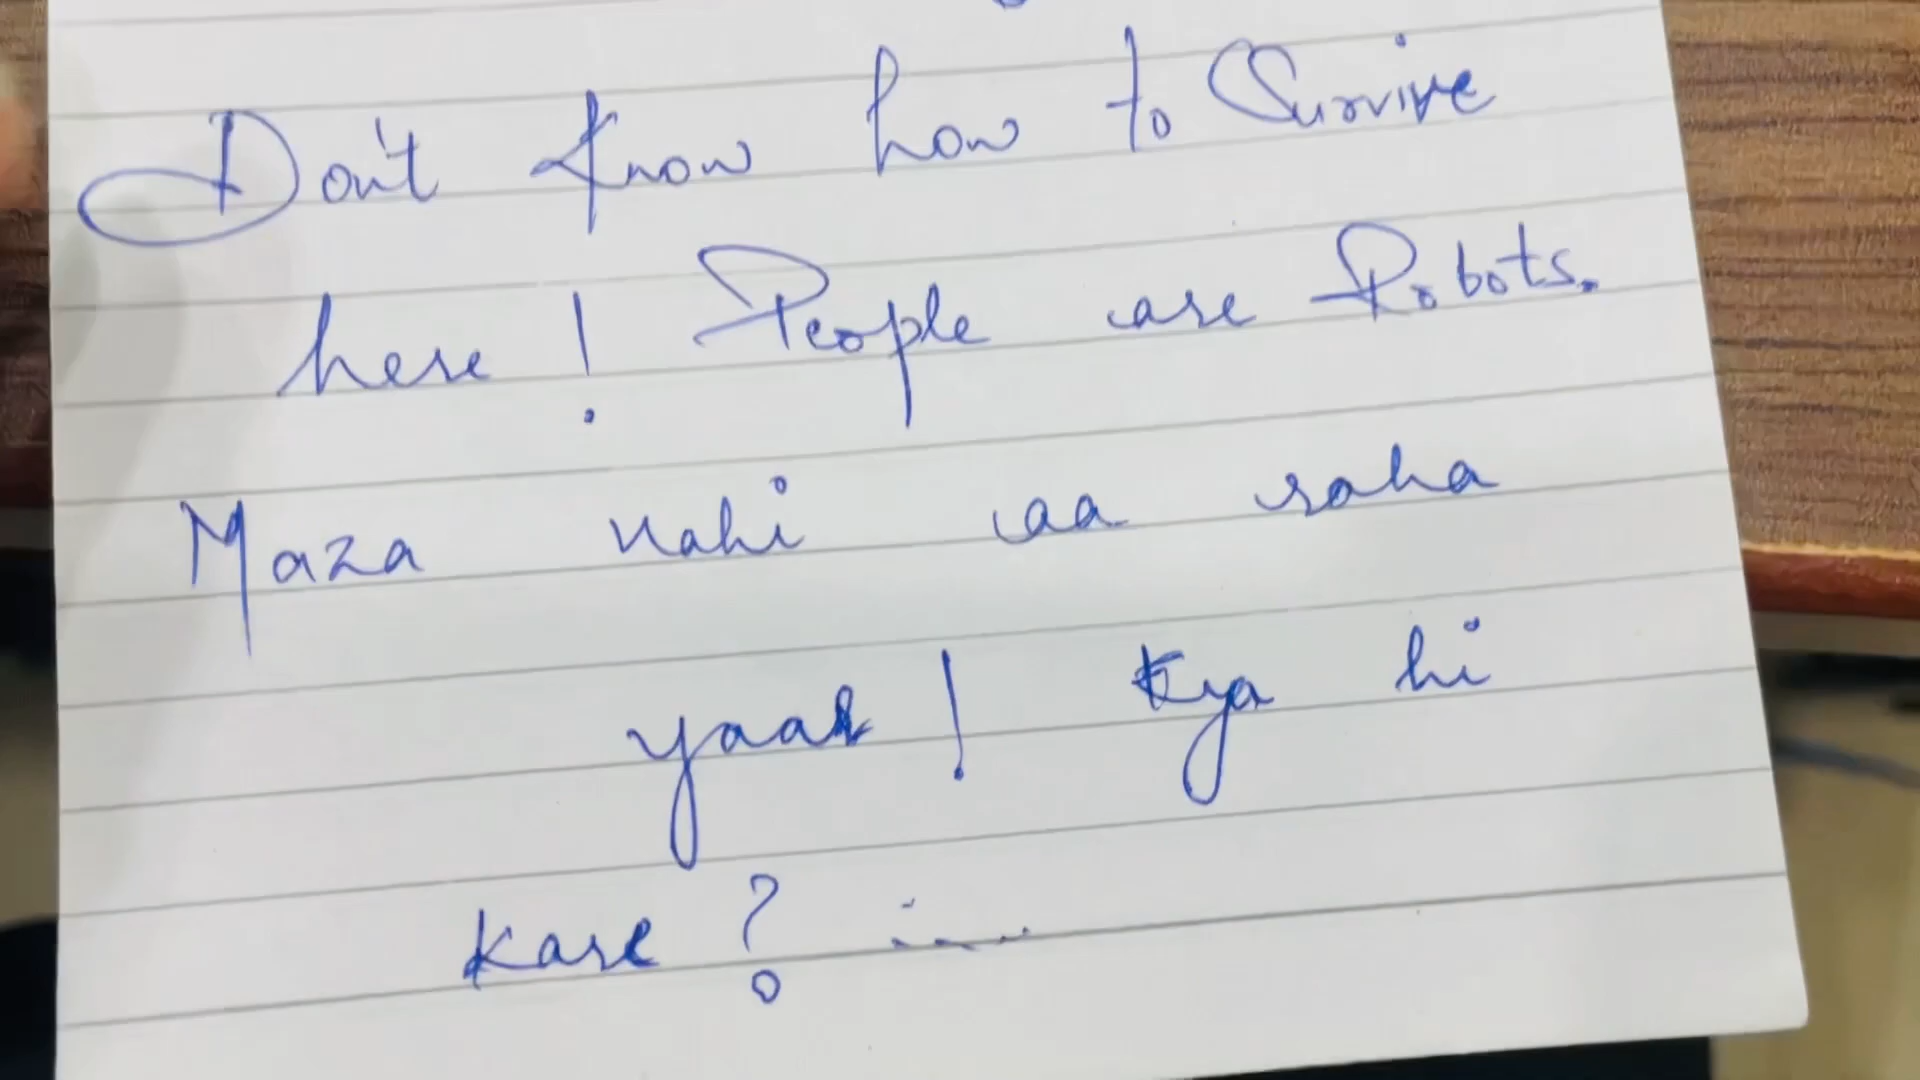 Don't know how to Survive
here! People are Robots.
Maza nahi aa raha
yaar! Kya hi
kare? ....